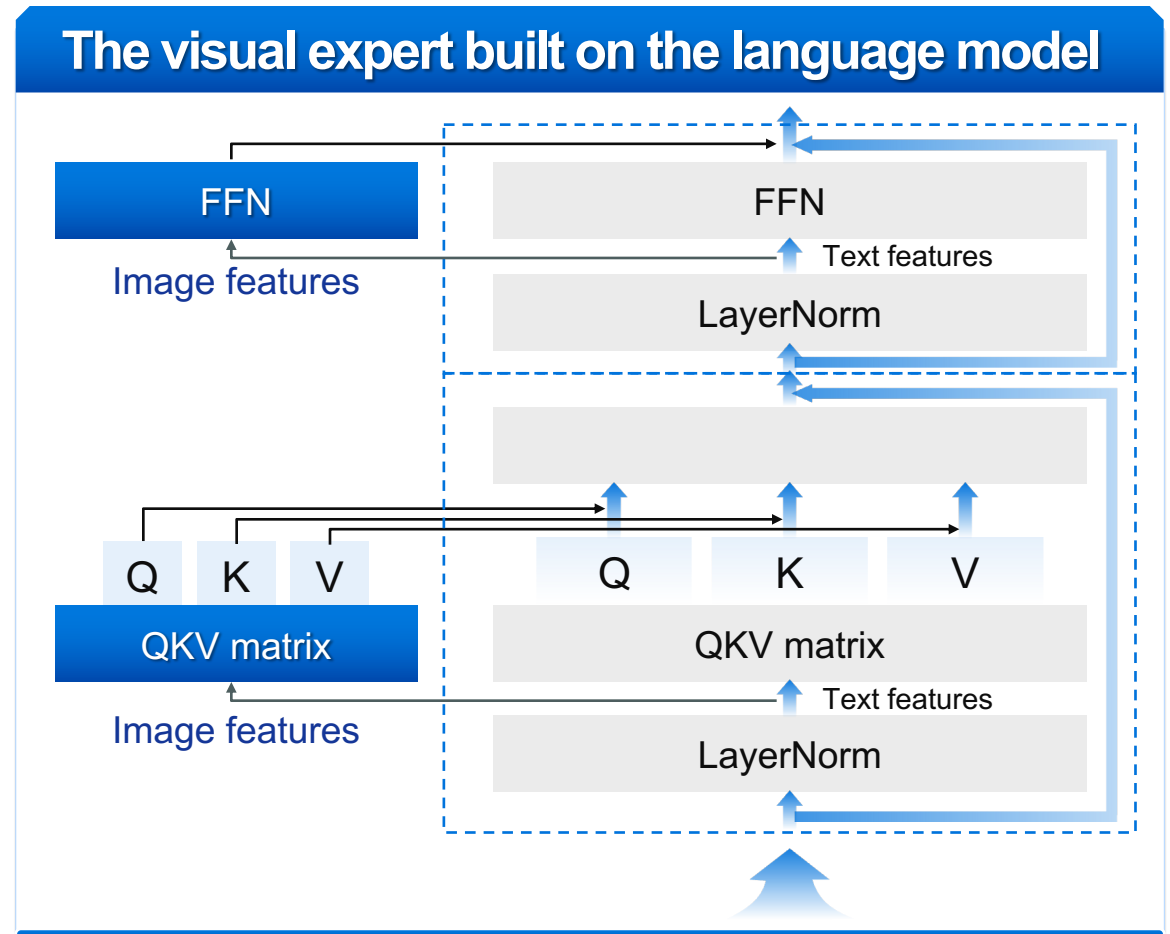 The visual expert built on the language model
FFN
FFN
Text features
Image features
LayerNorm
Q
K
V
Q
K
V
QKV matrix
QKV matrix
Text features
Image features
LayerNorm